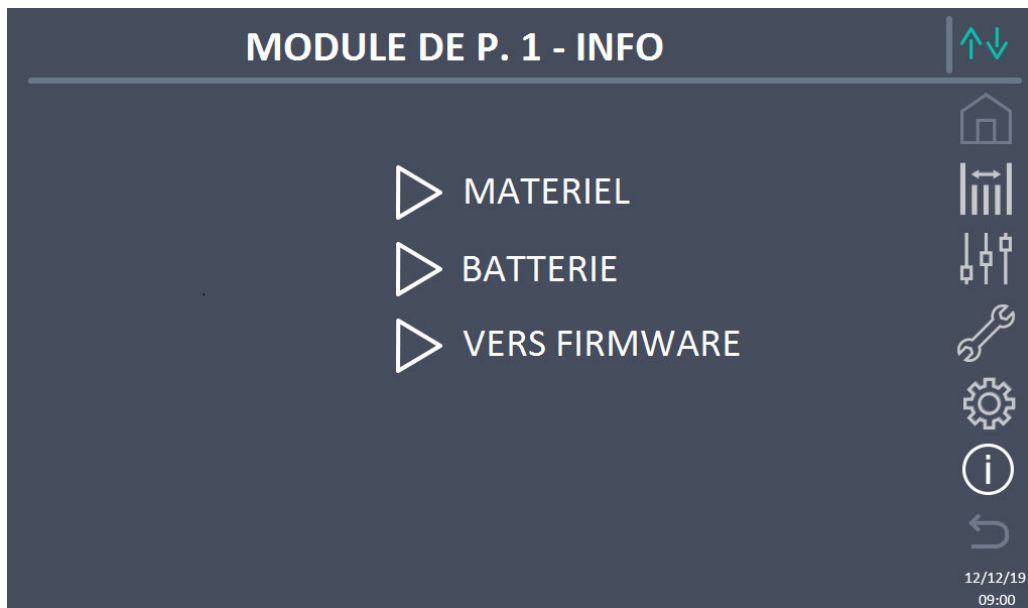 MODULE DE P. 1 - INFO
MATERIEL
BATTERIE
VERS FIRMWARE
12/12/19
09:00